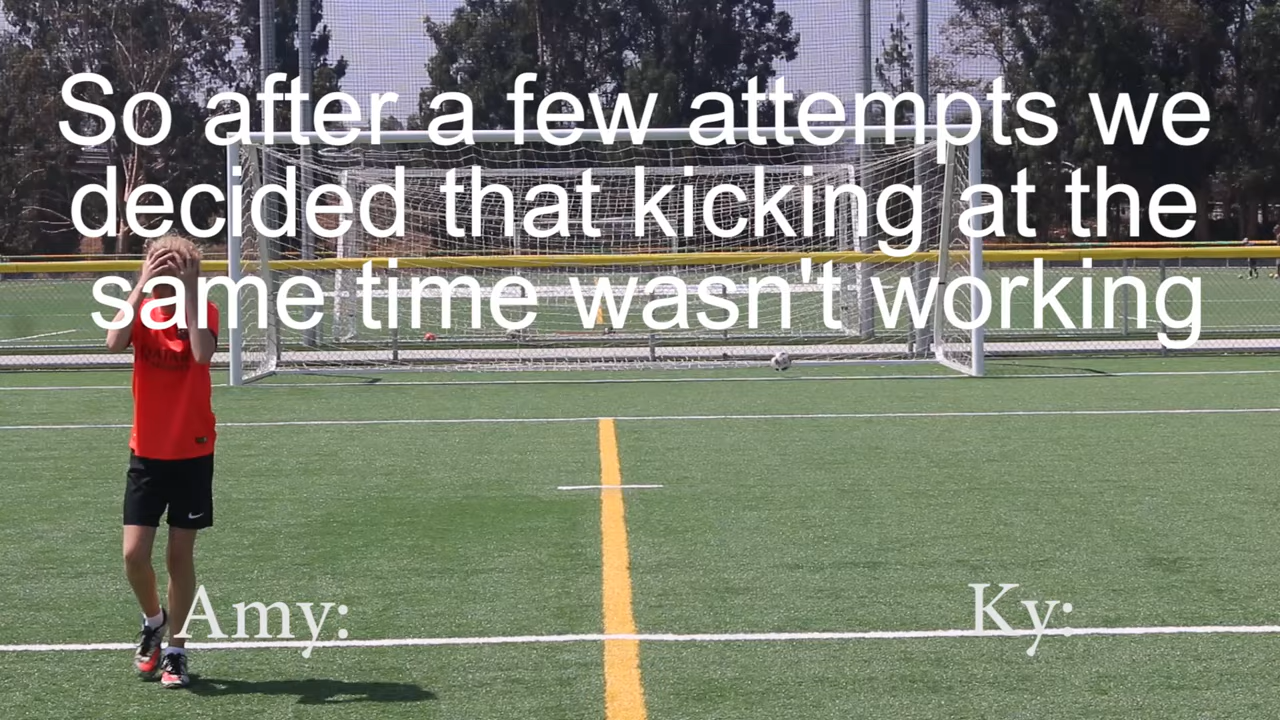 So after a few attempts we
decided that kicking at the
same time wasn't working
Amy:
Ky: